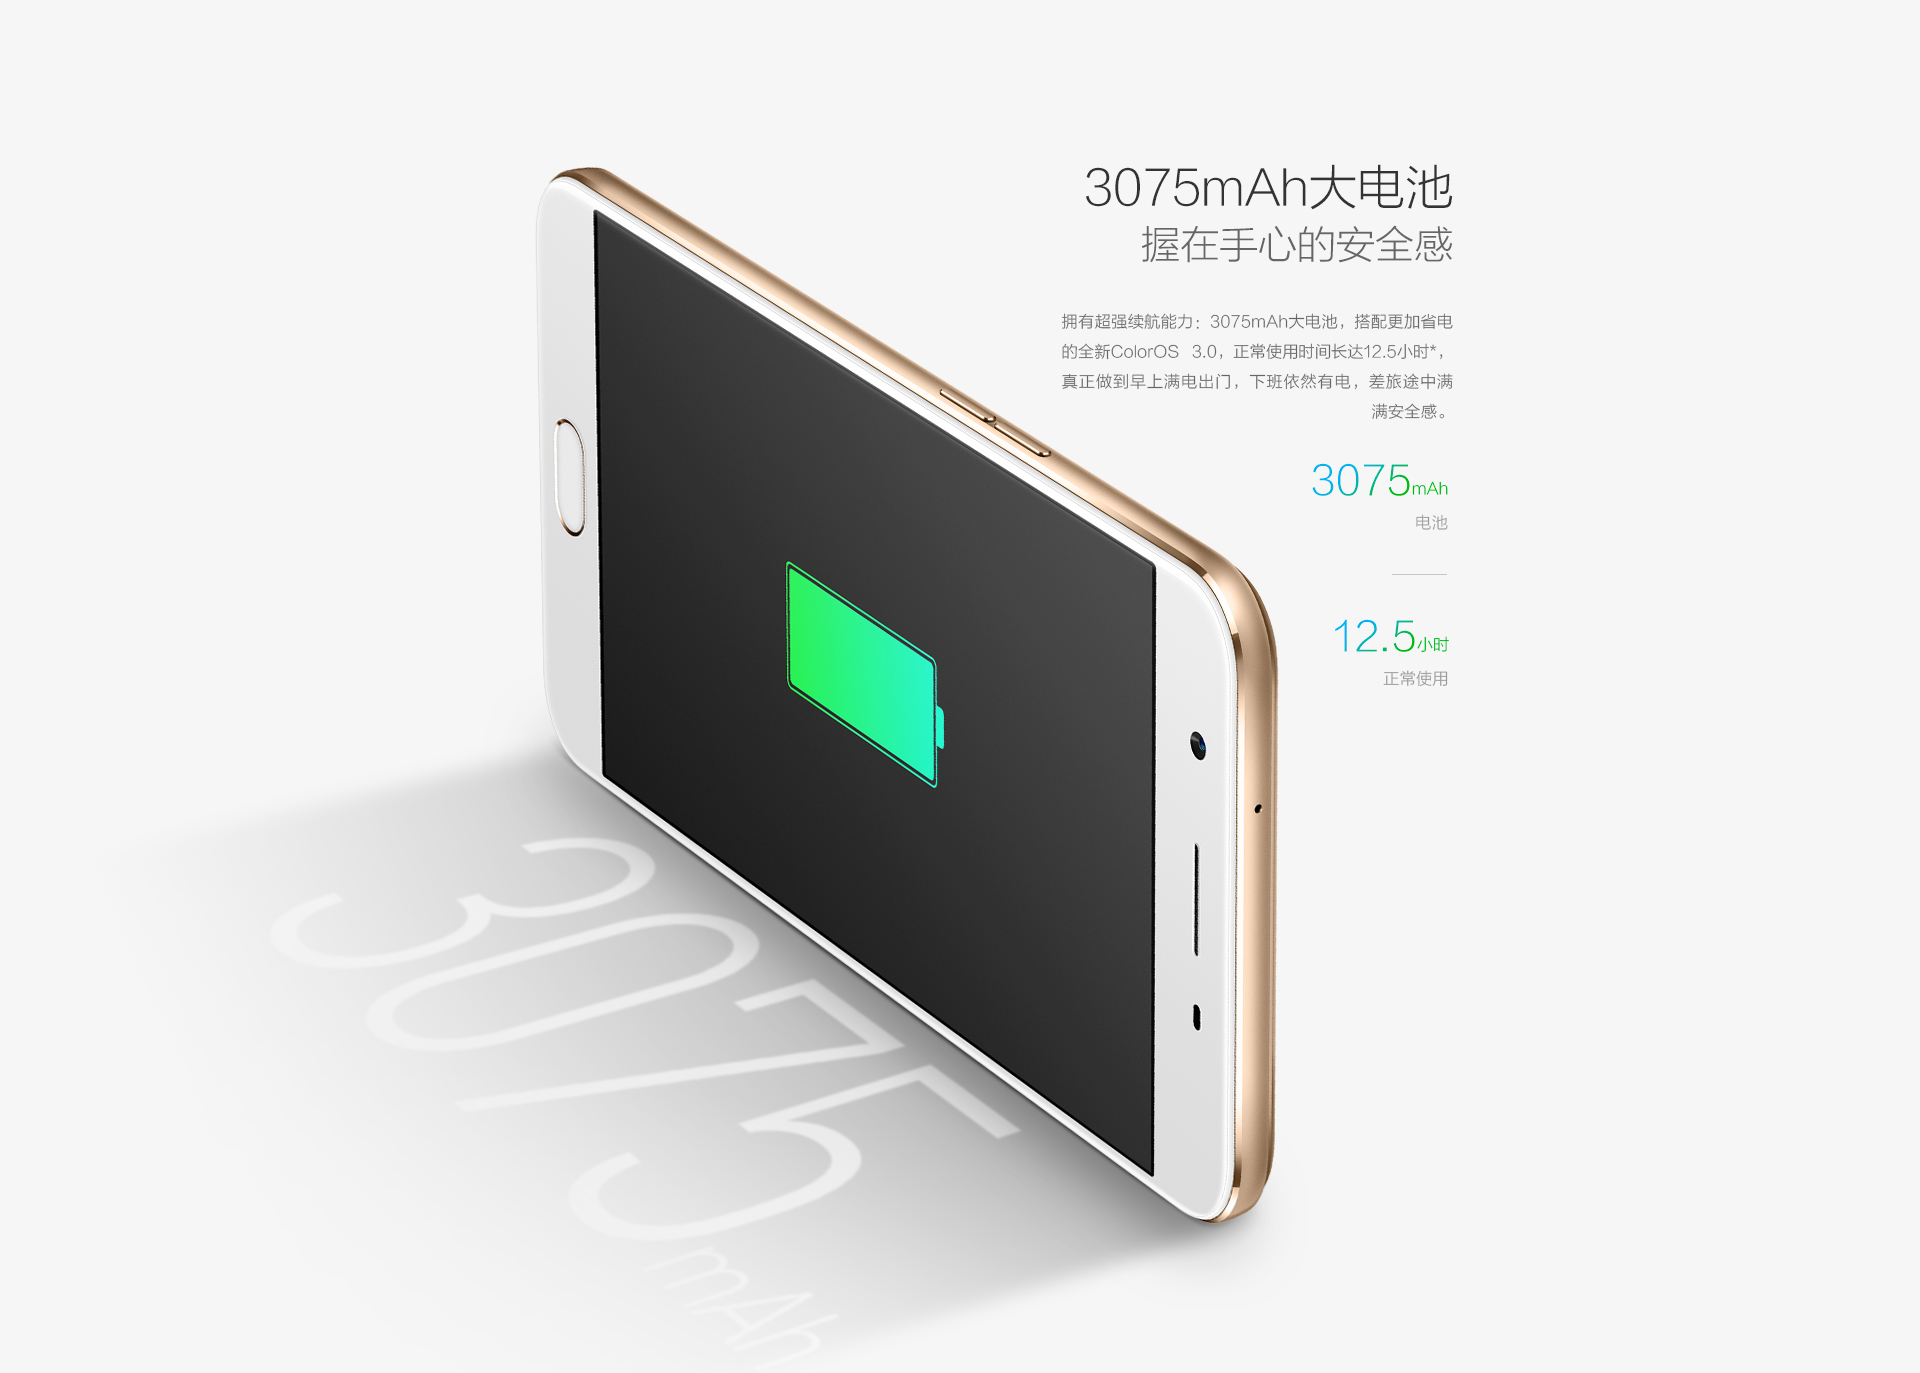 3075mAh大电池
握在手心的安全感
拥有超强续航能力：3075mAh大电池，搭配更加省电
的全新ColorOS 3.0，正常使用时间长达12.5小时*，
真正做到早上满电出门，下班依然有电，差旅途中满
满安全感。
3075mAh
电池
12.5小时
正常使用
3075mAh